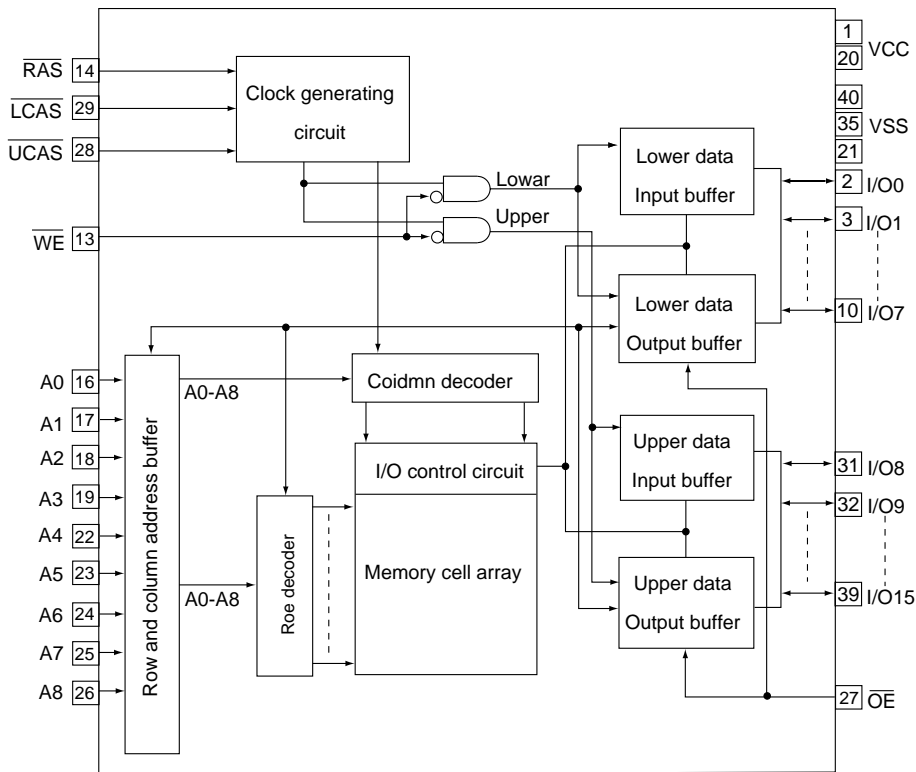 RAS 14
LCAS 29
UCAS 28
WE 13
Clock generating
circuit
Lowar
Upper
Lower data
Input buffer
Lower data
Output buffer
Upper data
Input buffer
Upper data
Output buffer
1
20
VCC
40
35
21
VSS
2 I/O0
3 I/O1
10 I/O7
31 I/O8
32 I/O9
39 I/O15
27 OE
A0 16
A1 17
A2 18
A3 19
A4 22
A5 23
A6 24
A7 25
A8 26
Row and column address buffer
A0-A8
A0-A8
Coidmn decoder
Roe decoder
I/O control circuit
Memory cell array